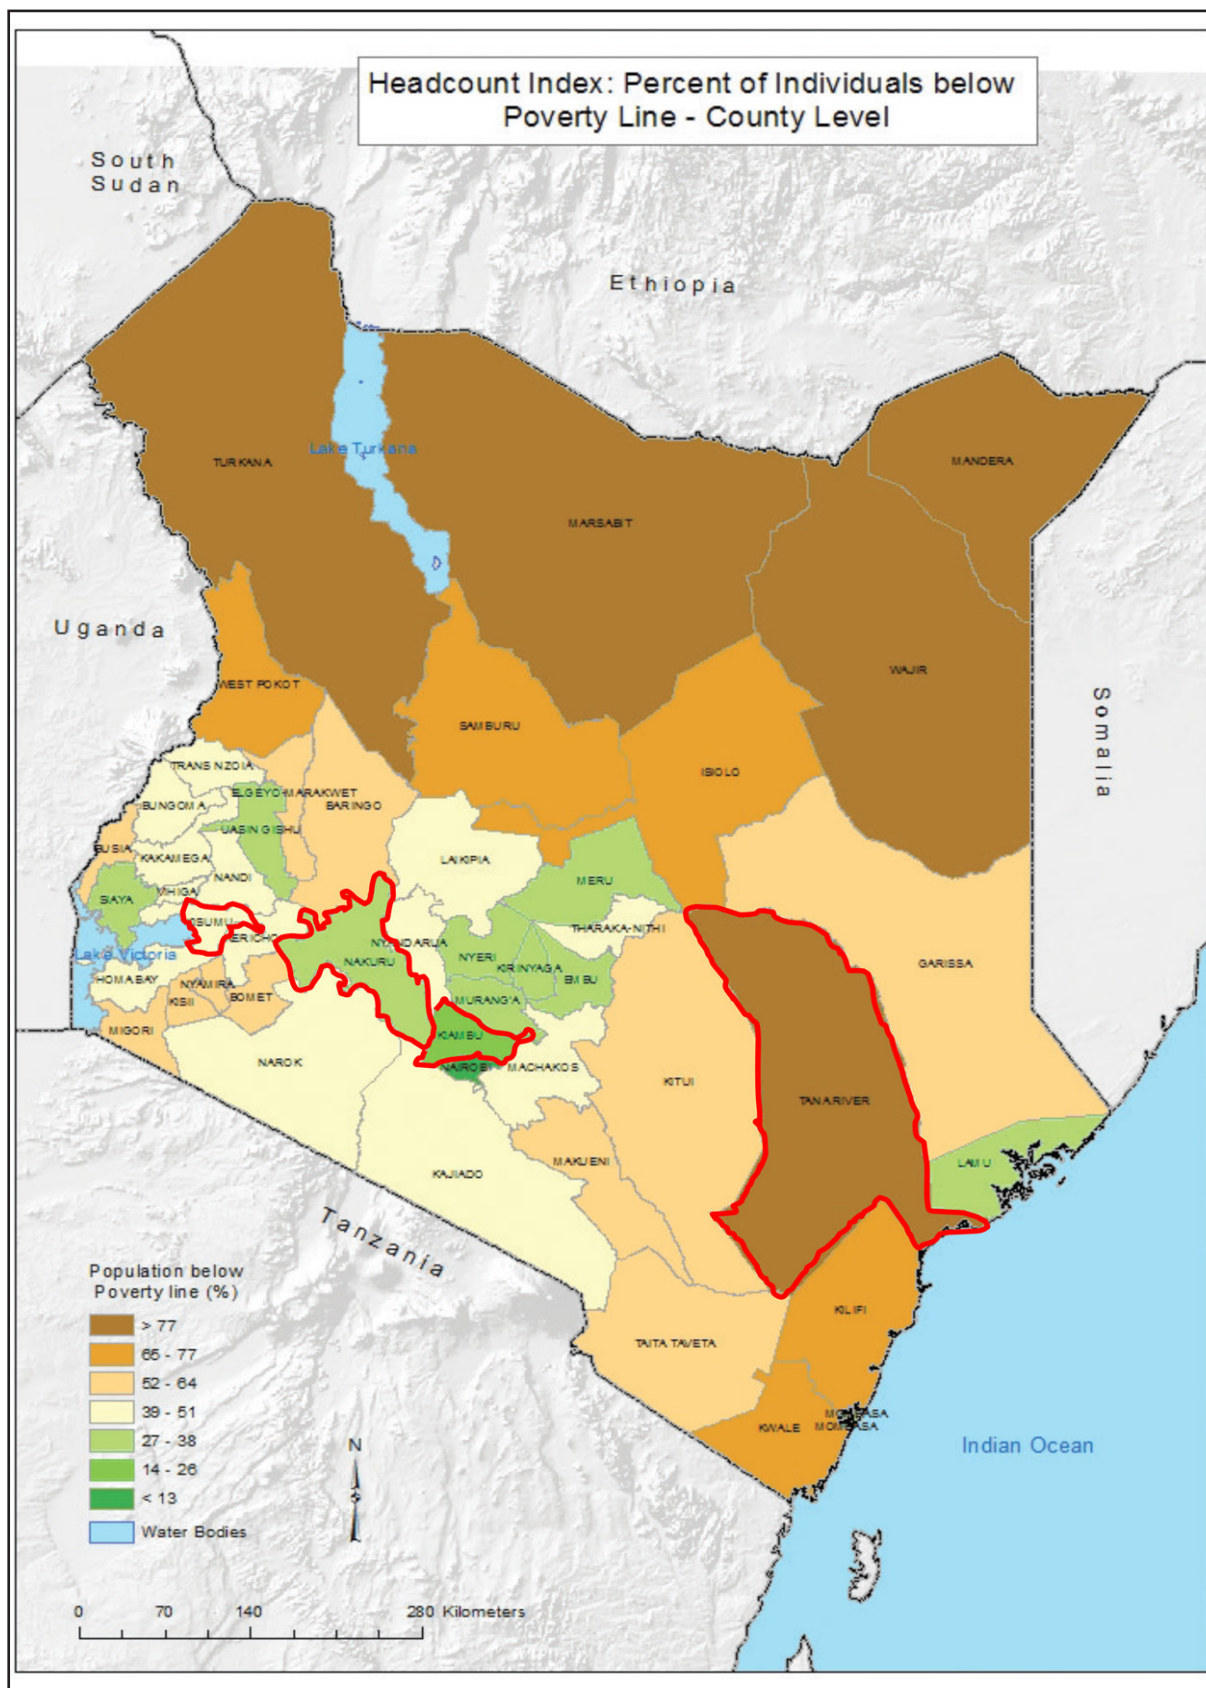 Headcount Index: Percent of Individuals below
Poverty Line - County Level
South
Sudan
Ethiopia
Lake Turkana
TURKANA
MANDERA
MARSABIT
Uganda
WAJIR
WEST POKOT
SAMBURU
Somalia
ISIOLO
TRANS NZOIA
ELGEYO-MARAKWET
BUNGOMA
BARINGO
UASIN GISHU
BUSIA
KAKAMEGA
LAIKIPIA
NANDI
MERU
VIHIGA
SIAYA
ISUMU
THARAKA-NITHI
ERICHO
NYANDARUA
Lake Victoria
NYERI
NAKURU
KIRINYAGA
GARISSA
HOMABAY
NYAMIRA
EMBU
KISII
BOMET
MURANG'A
MIGORI
KIAMBU
NAROK
NAIROBI
MACHAKOS
KITUI
TANA RIVER
MAKUENI
LAMU
KAJIADO
Tanzania
Population below
Poverty line (%)
> 77
65 - 77
52 - 64
39 - 51
27 - 38
14 - 26
< 13
Water Bodies
KILIFI
TAITA TAVETA
MOMBASA
KWALE
MOMBASA
N
Indian Ocean
0 70 140 280 Kilometers